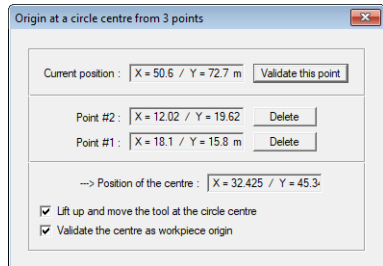 Origin at a circle centre from 3 points
Current position : X = 50.6 / Y = 72.7 m Validate this point
Point #2 : X = 12.02 / Y = 19.62 Delete
Point #1 : X = 18.1 / Y = 15.8 m Delete
---> Position of the centre : X = 32.425 / Y = 45.34
Lift up and move the tool at the circle centre
Validate the centre as workpiece origin